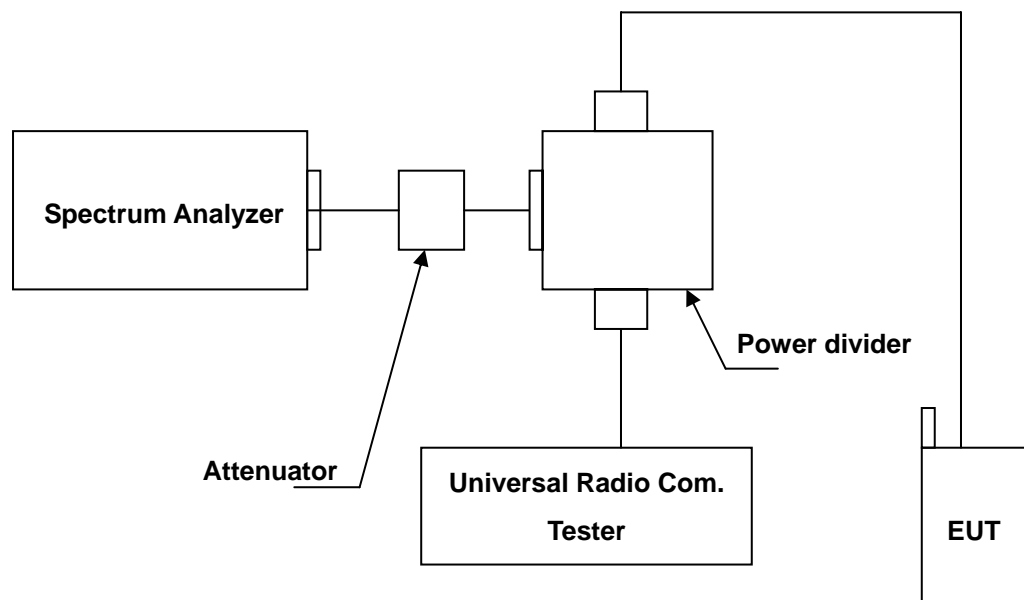 Spectrum Analyzer
Power divider
Attenuator
Universal Radio Com.
Tester
EUT